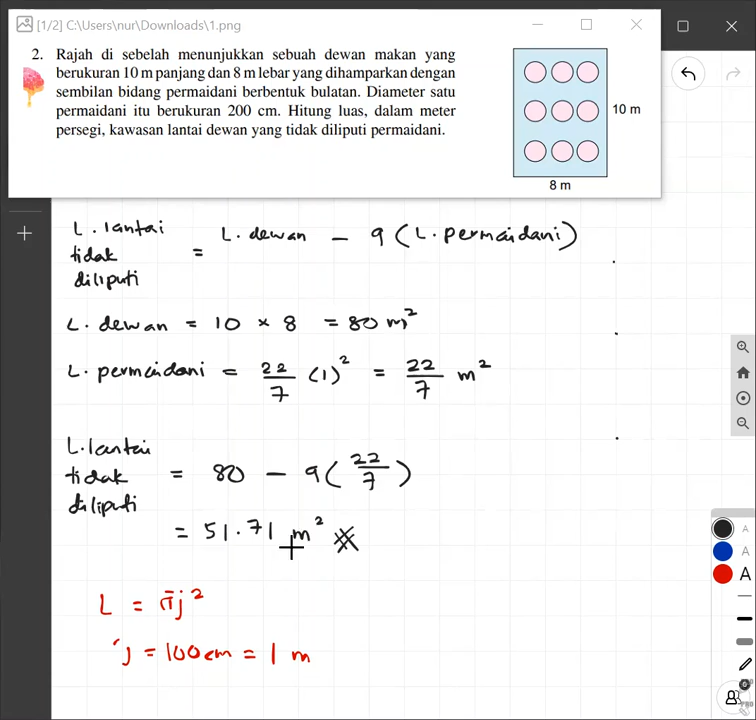 [1/2] C:\Users\nur\Downloads\1.png
2. Rajah di sebelah menunjukkan sebuah dewan makan yang
berukuran 10 m panjang dan 8 m lebar yang dihamparkan dengan
sembilan bidang permaidani berbentuk bulatan. Diameter satu
permaidani itu berukuran 200 cm. Hitung luas, dalam meter
persegi, kawasan lantai dewan yang tidak diliputi permaidani.
10 m
8 m
L. lantai tidak diliputi = L. dewan - 9 (L. permaidani)
L. dewan = 10 × 8 = 80 m²
L. permaidani = 22/7 (1)² = 22/7 m²
L. lantai tidak diliputi = 80 - 9 (22/7)
= 51.71 m²
L = πj²
j = 100 cm = 1 m
A
A
A